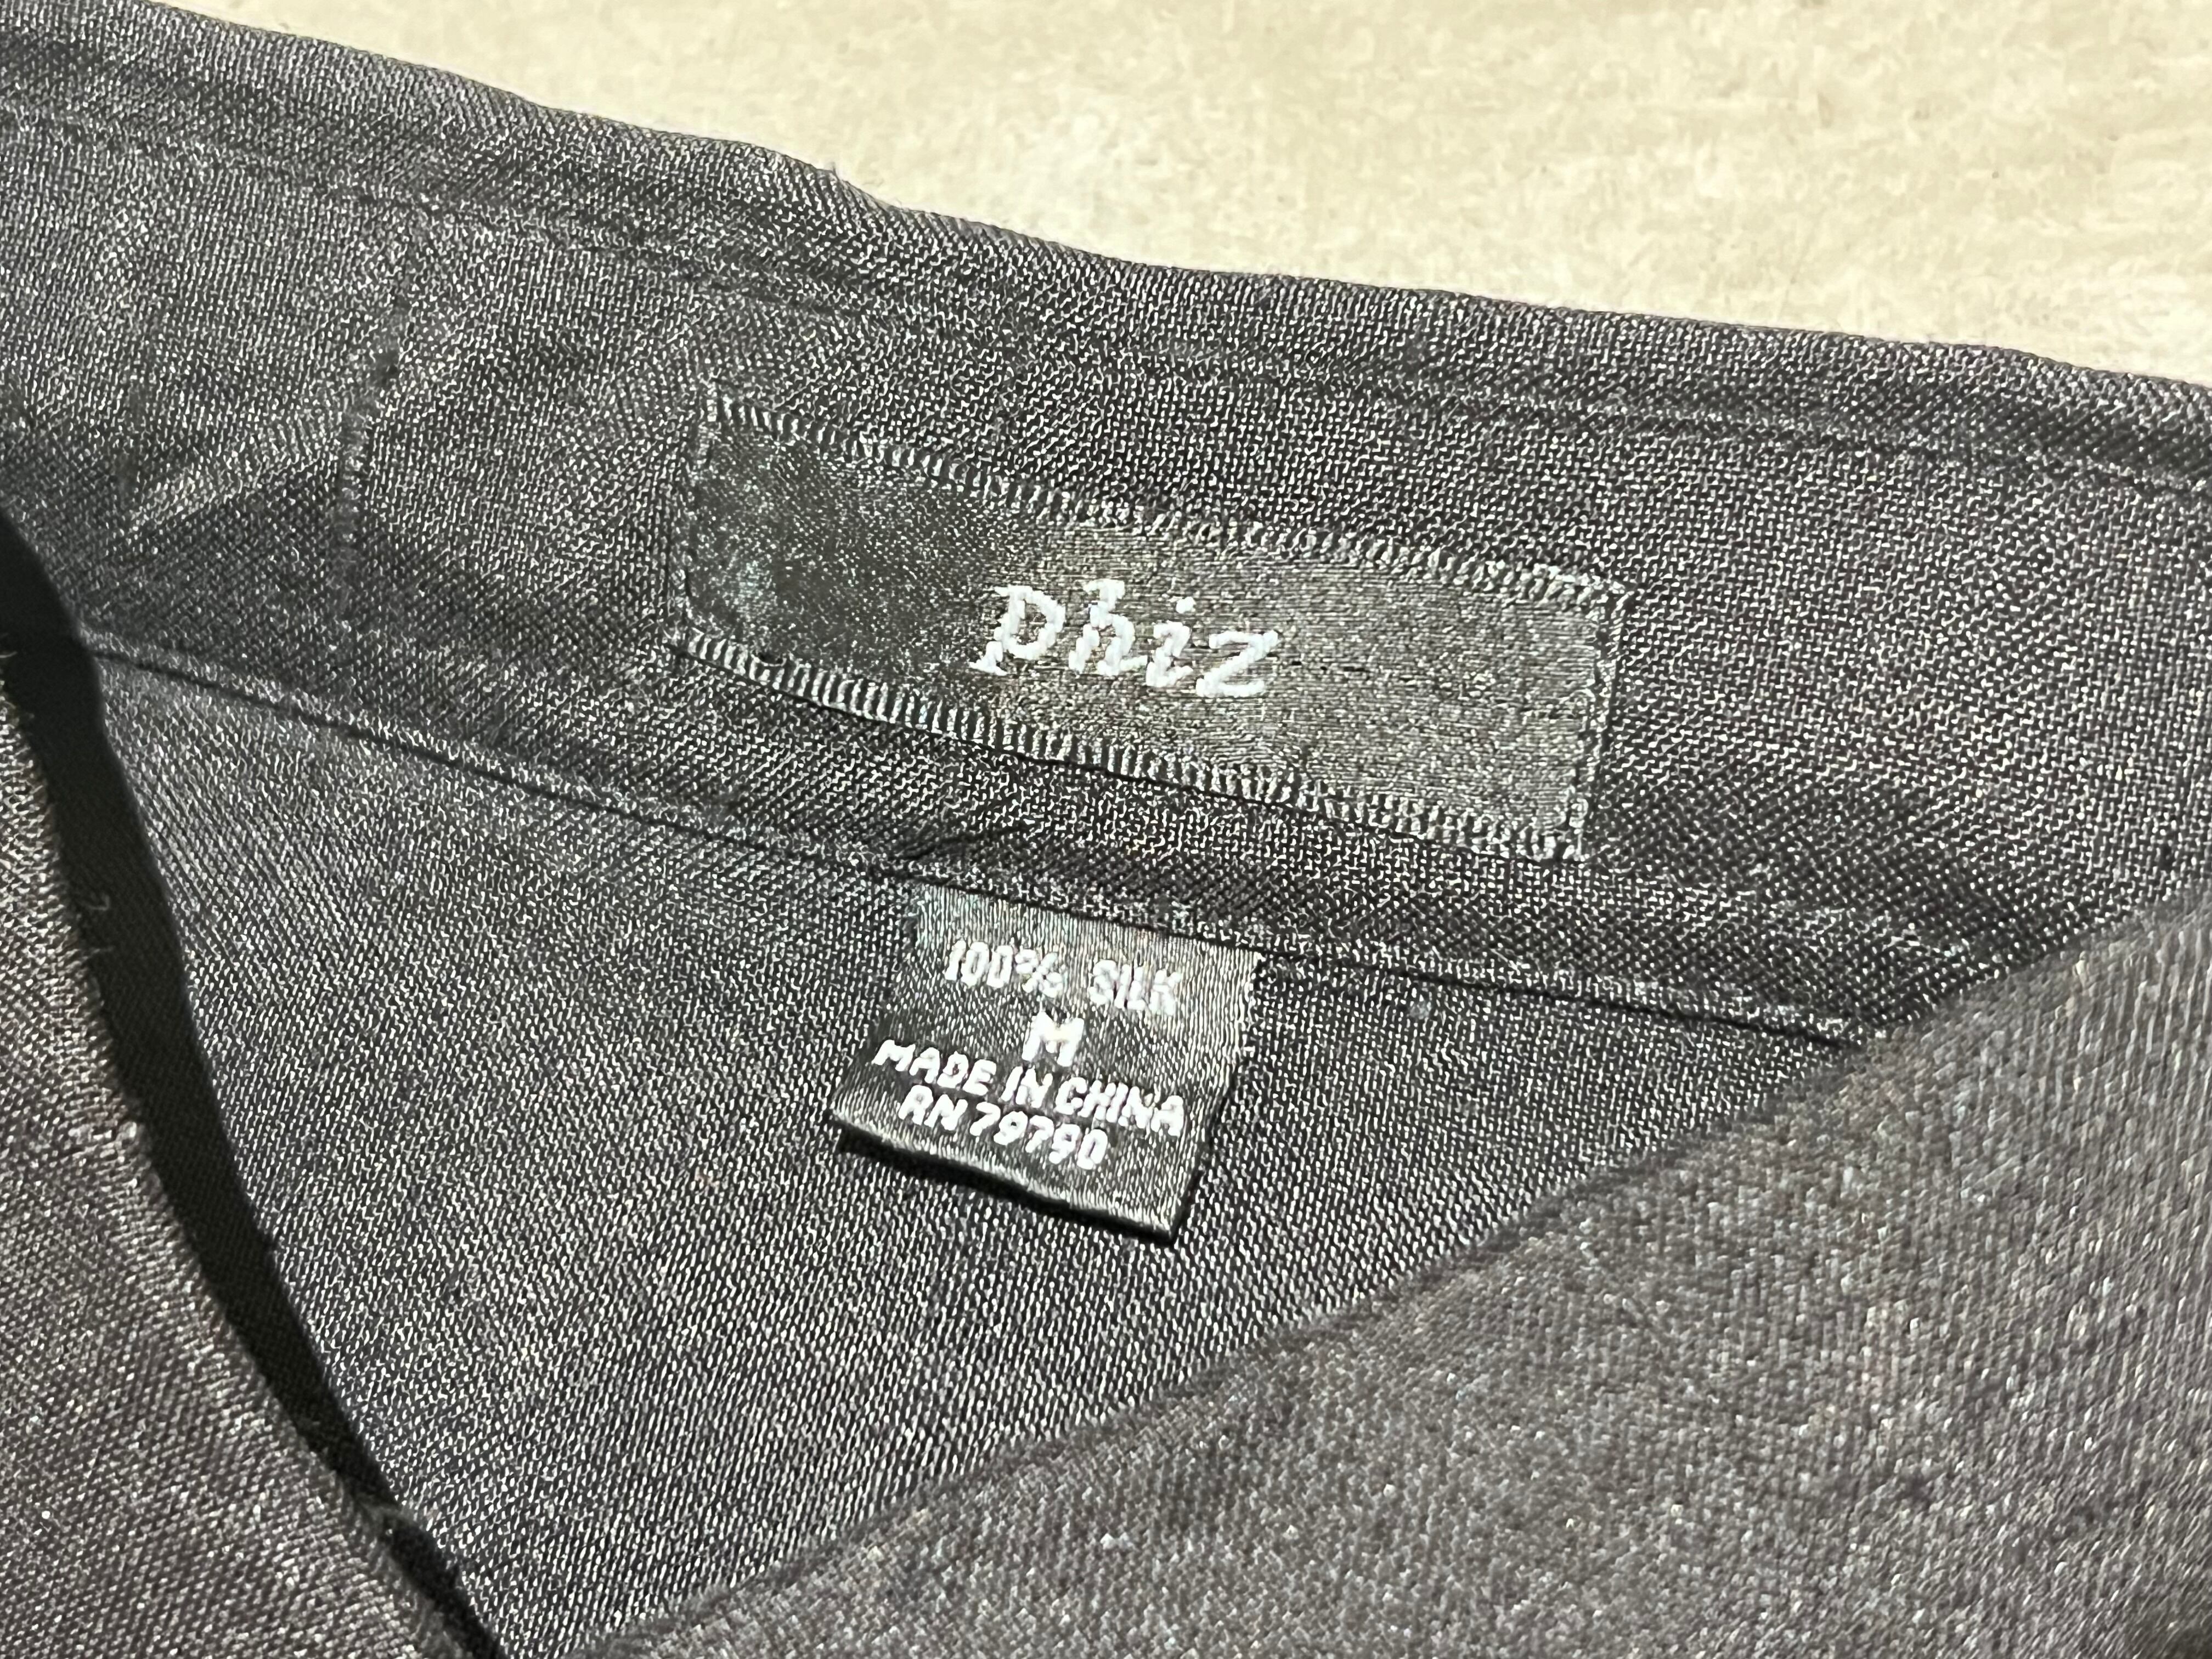 phiz
100% SILK
M
MADE IN CHINA
RN 79790